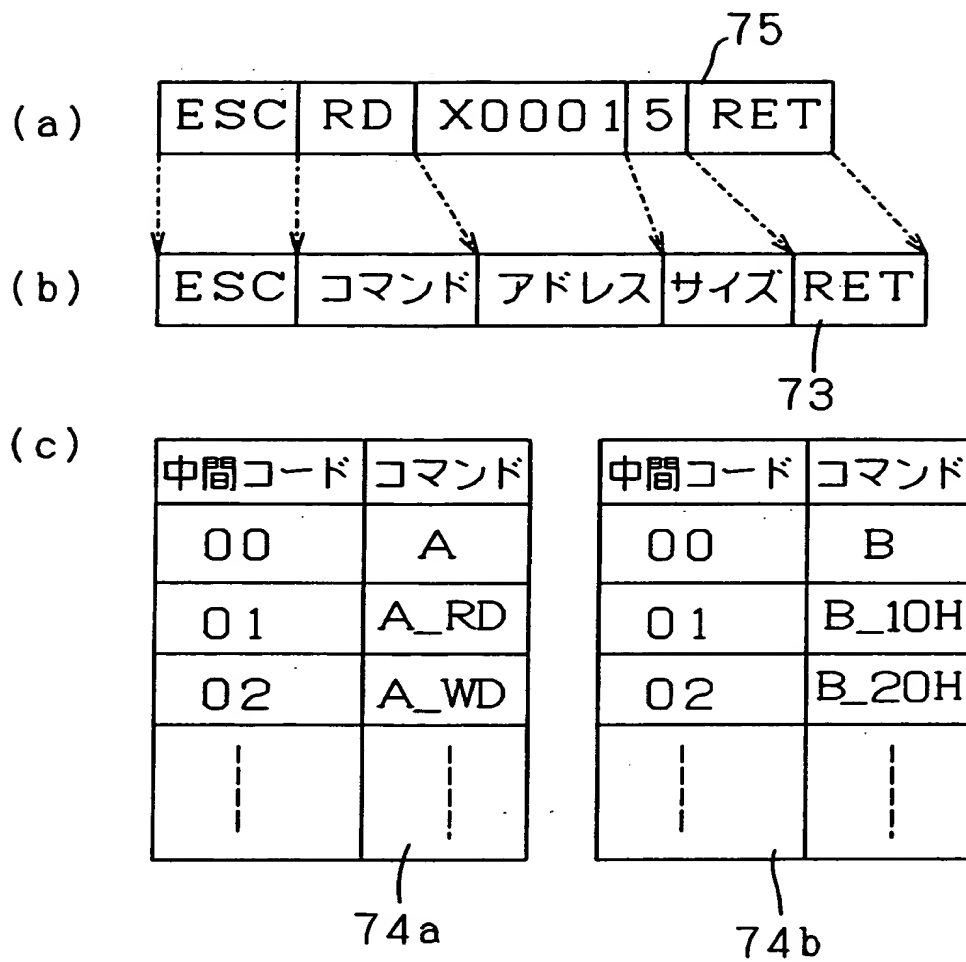 75
(a) ESC RD X0001 5 RET
(b) ESC コマンド アドレス サイズ RET
73
(c)
中間コード コマンド 中間コード コマンド
00 A 00 B
01 A_RD 01 B_10H
02 A_WD 02 B_20H
74a 74b